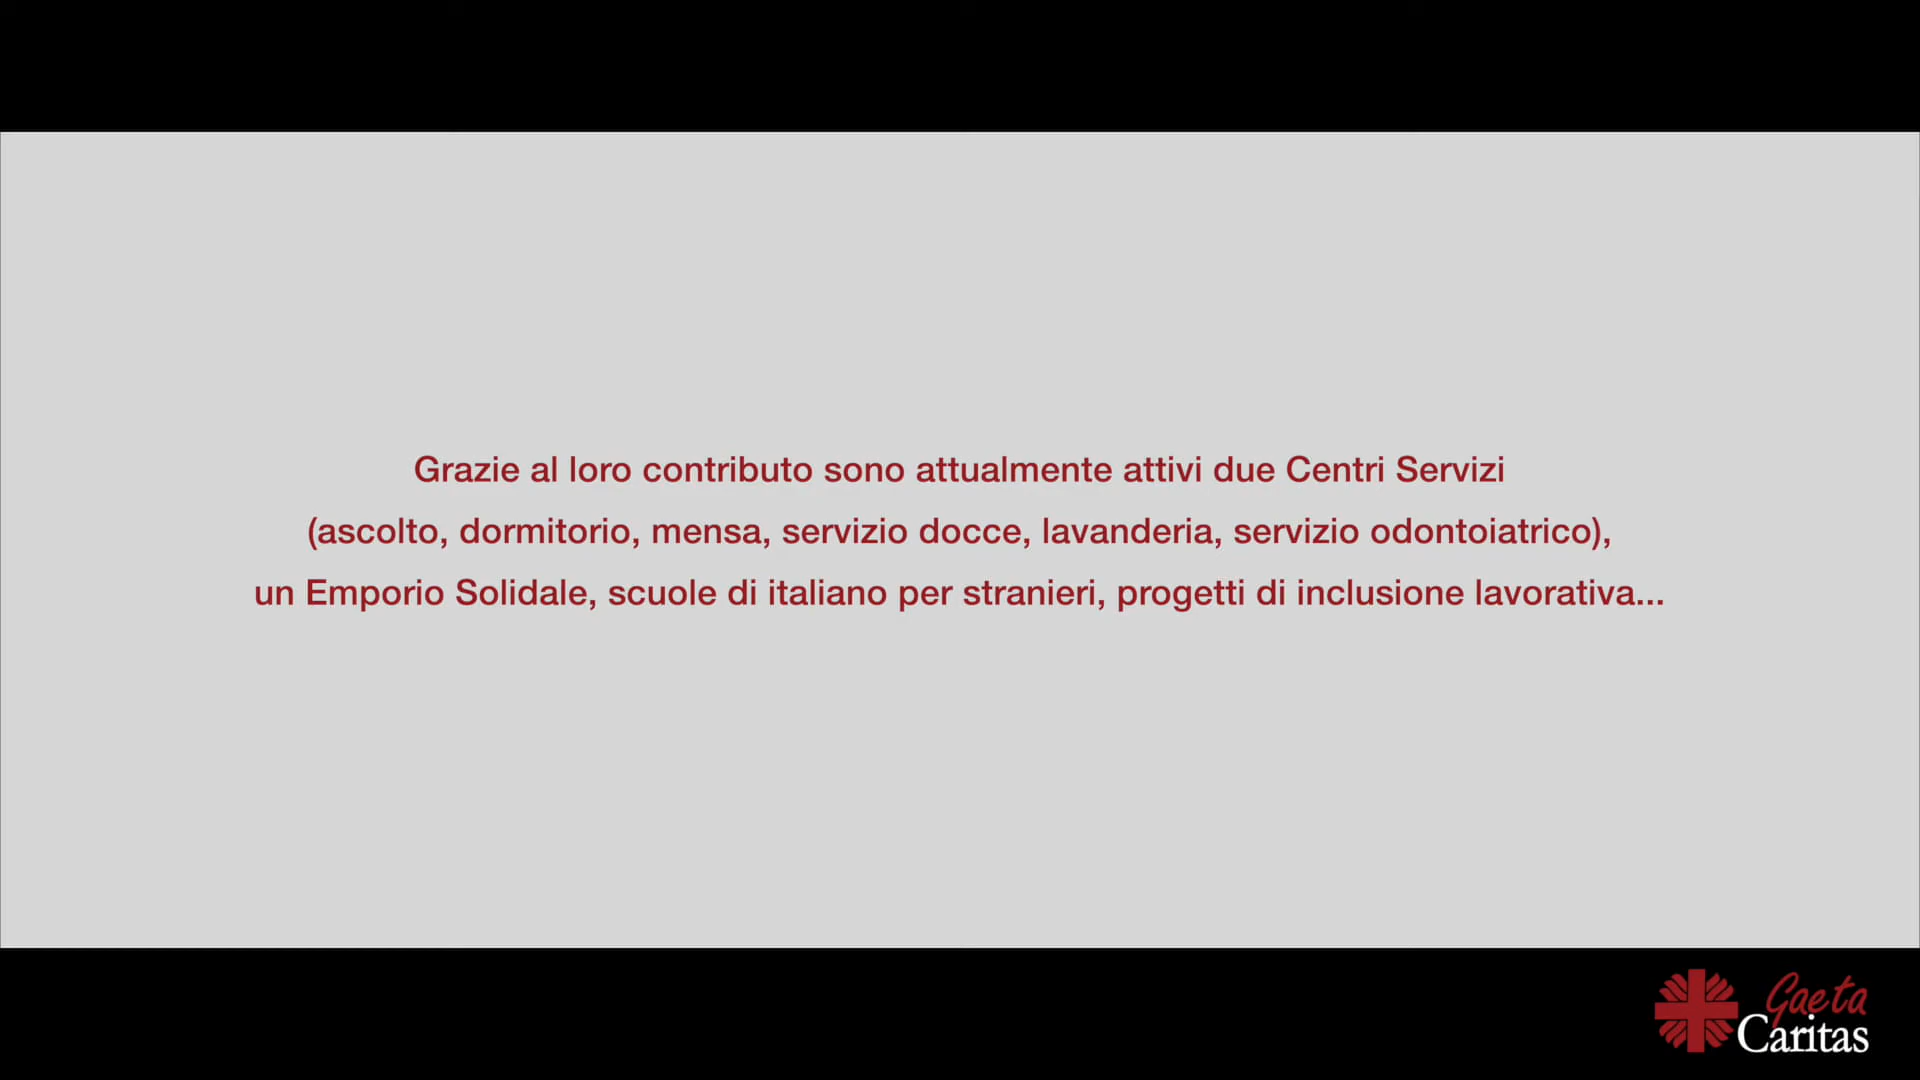 Grazie al loro contributo sono attualmente attivi due Centri Servizi
(ascolto, dormitorio, mensa, servizio docce, lavanderia, servizio odontoiatrico),
un Emporio Solidale, scuole di italiano per stranieri, progetti di inclusione lavorativa...
Gaeta
Caritas